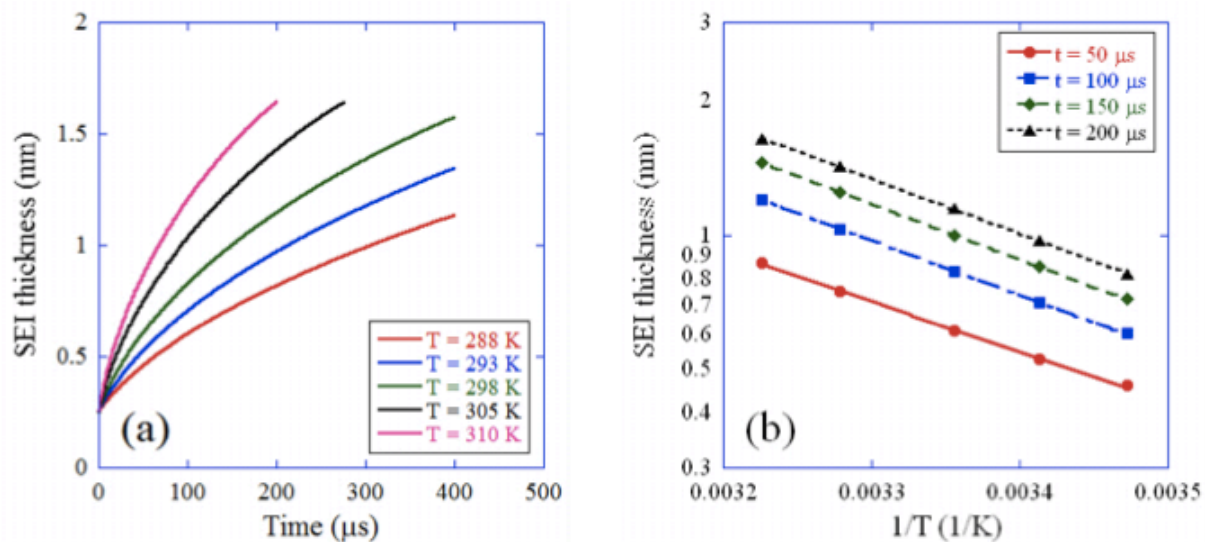 2
1.5
1
0.5
0
SEI thickness (nm)
(a)
T = 288 K
T = 293 K
T = 298 K
T = 305 K
T = 310 K
0 100 200 300 400 500
Time (μs)
3
2
1
0.9
0.8
0.7
0.6
0.5
0.4
0.3
SEI thickness (nm)
t = 50 μs
t = 100 μs
t = 150 μs
t = 200 μs
(b)
0.0032 0.0033 0.0034 0.0035
1/T (1/K)